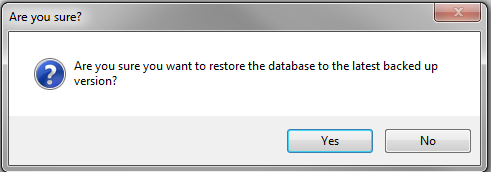 Are you sure?
Are you sure you want to restore the database to the latest backed up
version?
Yes No